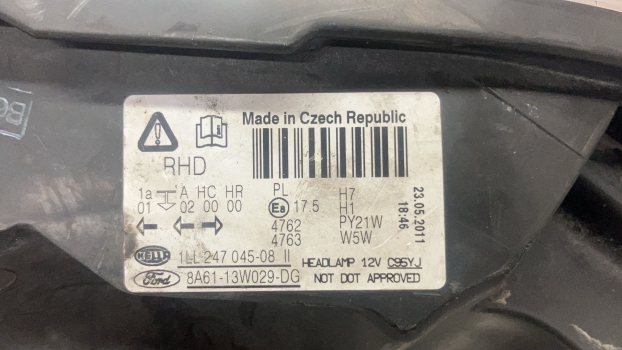 Made in Czech Republic
RHD
1a A HC HR PL H7
01 02 00 00 E8 17.5 H1
4762 PY21W
4763 W5W
23.05.2011
18:46
HELLA 1LL 247 045-08 II
HEADLAMP 12V C95YJ
Ford 8A61-13W029-DG
NOT DOT APPROVED